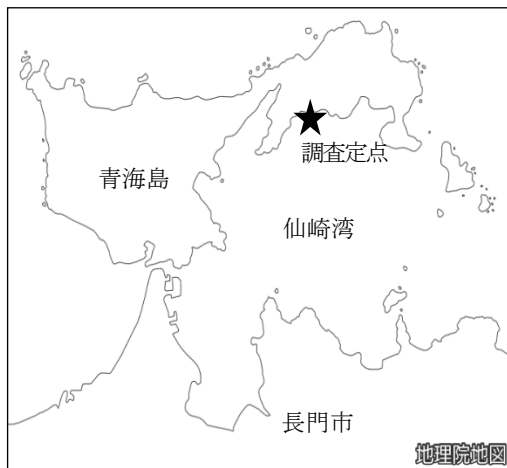 調査定点
青海島
仙崎湾
長門市
地理院地図